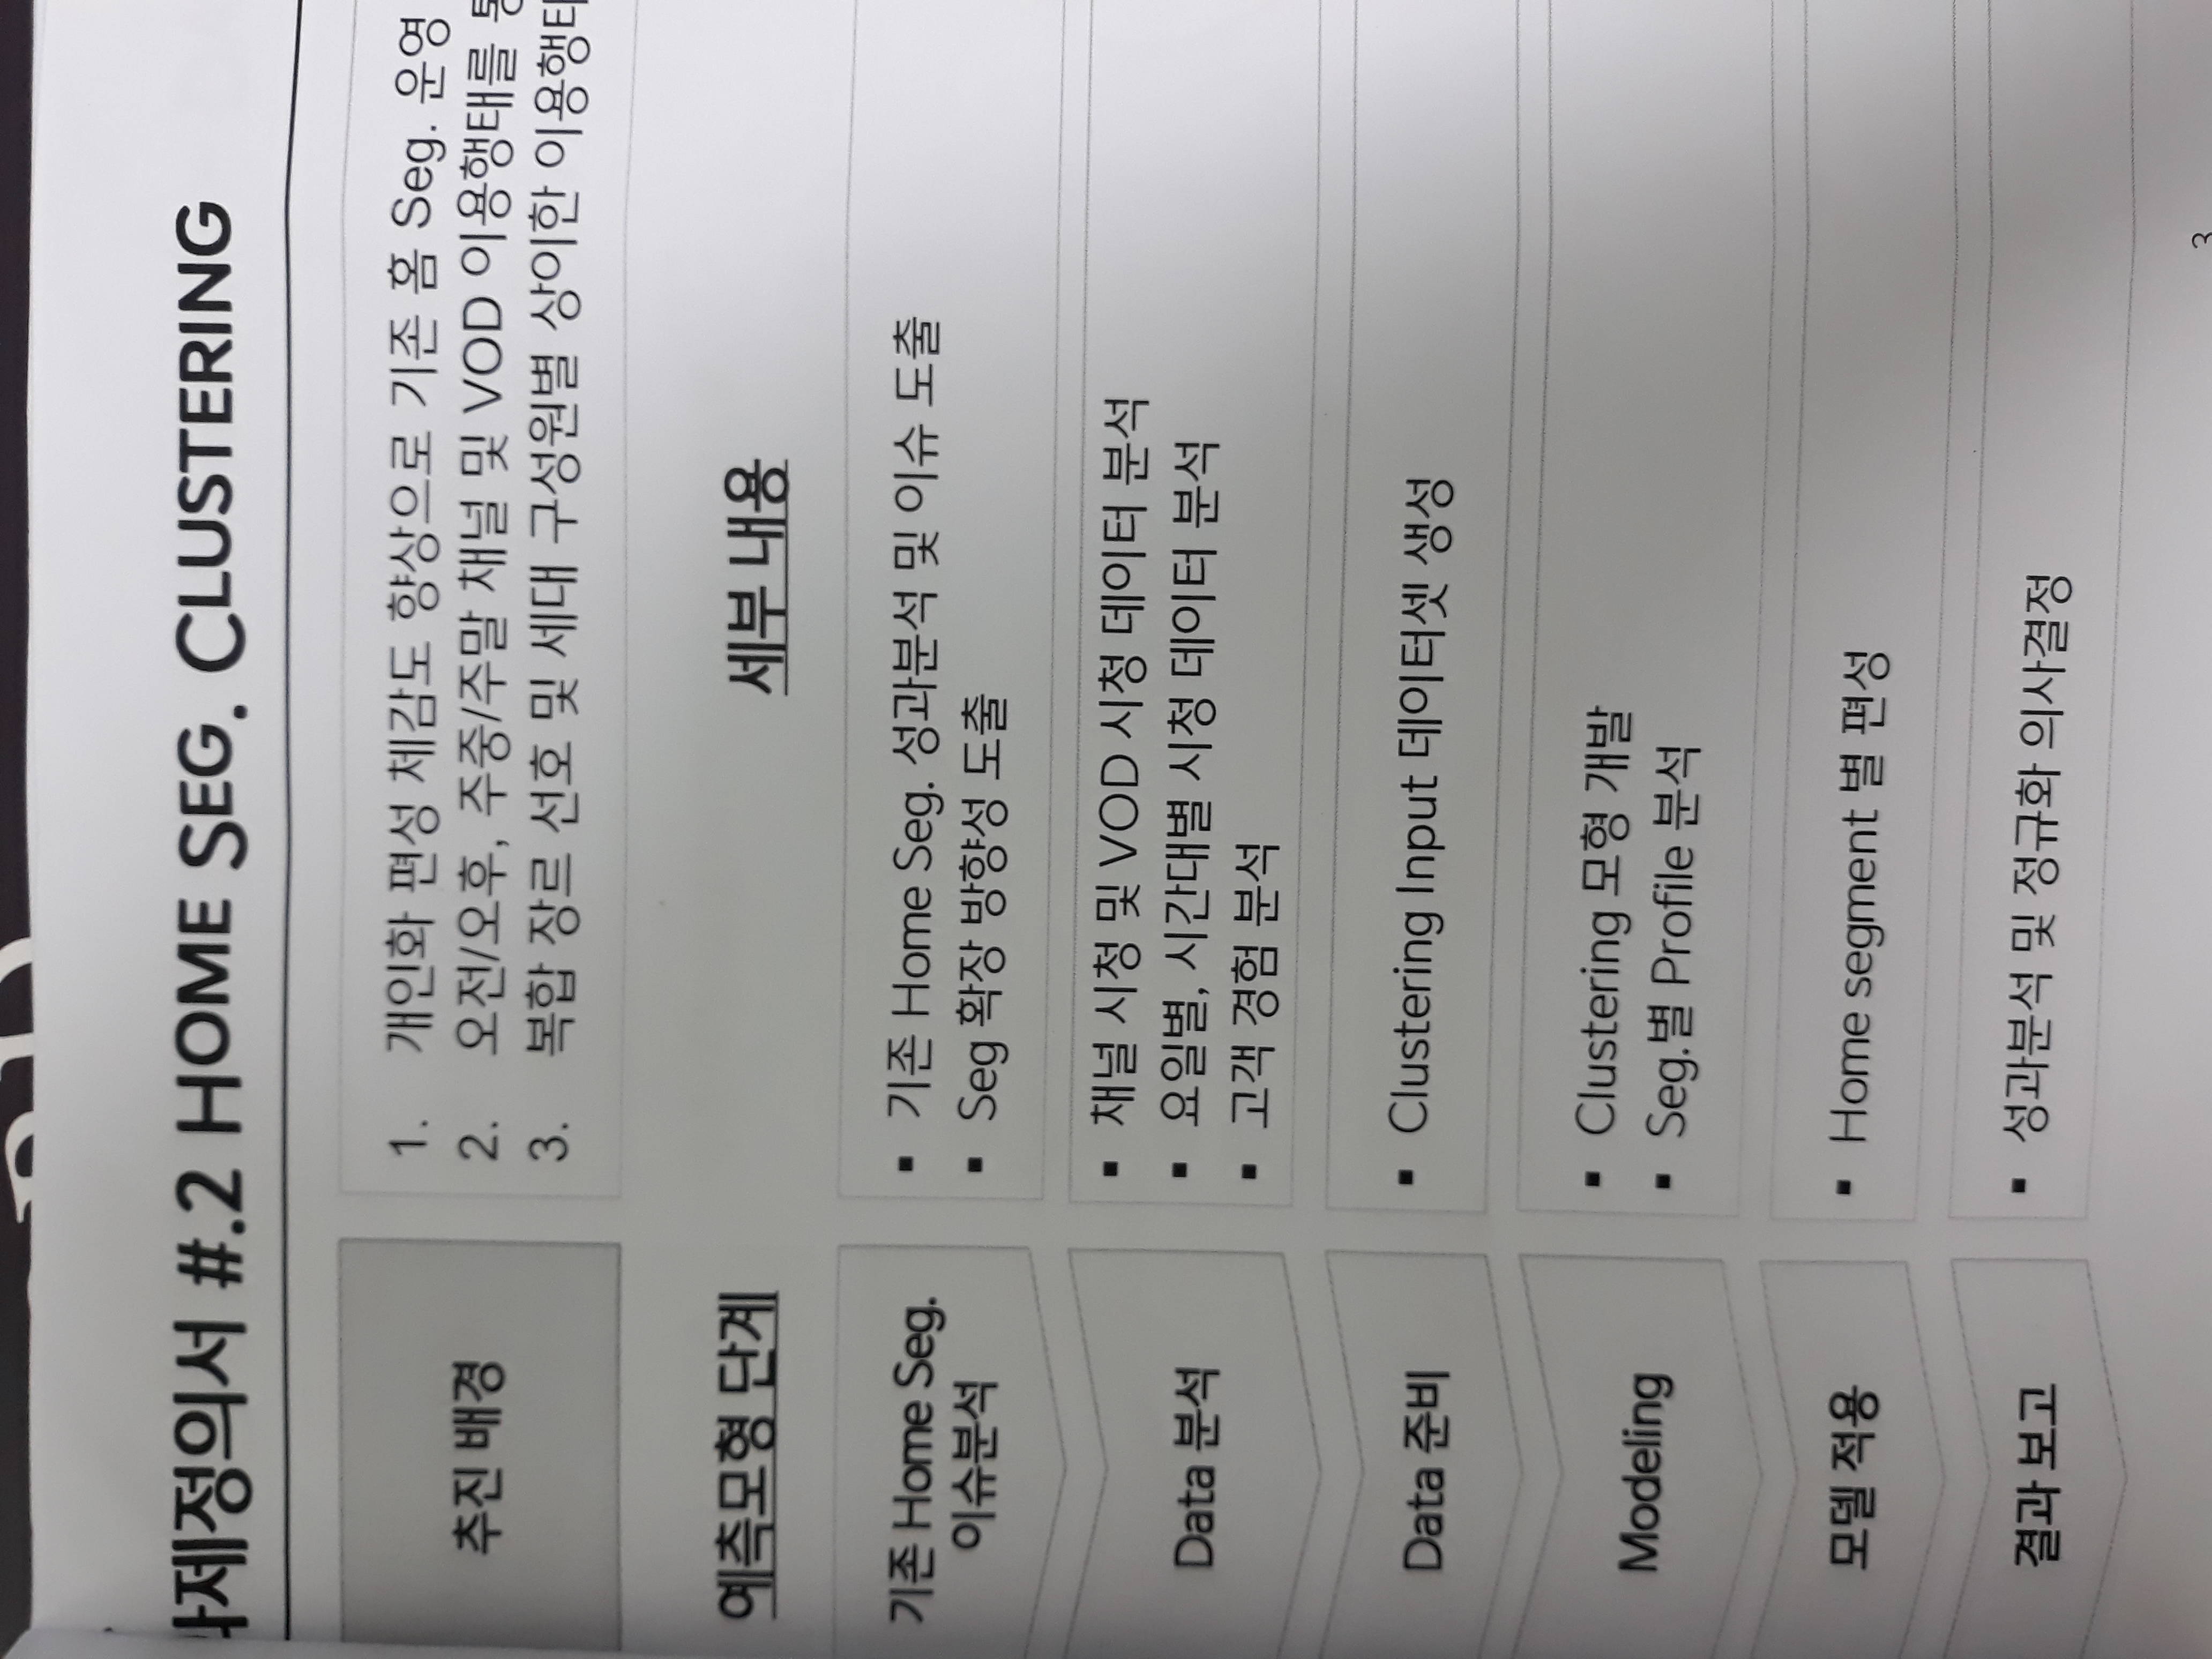 제정의서 #.2 HOME SEG. CLUSTERING
추진 배경
1. 개인화 편성 체감도 향상으로 기존 홈 Seg. 운영
2. 오전/오후, 주중/주말 채널 및 VOD 이용행태를
3. 복합 장르 선호 및 세대 구성원별 상이한
예측모형 단계
세부 내용
기존 Home Seg.
이슈분석
▪ 기존 Home Seg. 성과분석 및 이슈 도출
▪ Seg 확장 방향성 도출
Data 분석
▪ 채널 시청 및 VOD 시청 데이터 분석
▪ 요일별, 시간대별 시청 데이터 분석
▪ 고객 경험 분석
Data 준비
▪ Clustering Input 데이터셋 생성
Modeling
▪ Clustering 모형 개발
▪ Seg.별 Profile 분석
모델 적용
▪ Home segment 별 편성
결과 보고
▪ 성과분석 및 정규화 의사결정
3